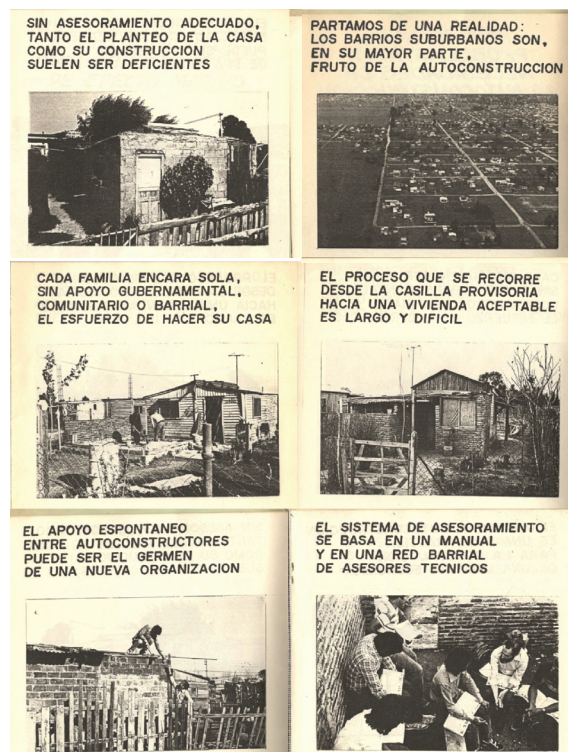 SIN ASESORAMIENTO ADECUADO,
TANTO EL PLANTEO DE LA CASA
COMO SU CONSTRUCCION
SUELEN SER DEFICIENTES
PARTAMOS DE UNA REALIDAD:
LOS BARRIOS SUBURBANOS SON,
EN SU MAYOR PARTE,
FRUTO DE LA AUTOCONSTRUCCION
CADA FAMILIA ENCARA SOLA,
SIN APOYO GUBERNAMENTAL,
COMUNITARIO O BARRIAL,
EL ESFUERZO DE HACER SU CASA
EL PROCESO QUE SE RECORRE
DESDE LA CASILLA PROVISORIA
HACIA UNA VIVIENDA ACEPTABLE
ES LARGO Y DIFICIL
EL APOYO ESPONTANEO
ENTRE AUTOCONSTRUCTORES
PUEDE SER EL GERMEN
DE UNA NUEVA ORGANIZACION
EL SISTEMA DE ASESORAMIENTO
SE BASA EN UN MANUAL
Y EN UNA RED BARRIAL
DE ASESORES TECNICOS